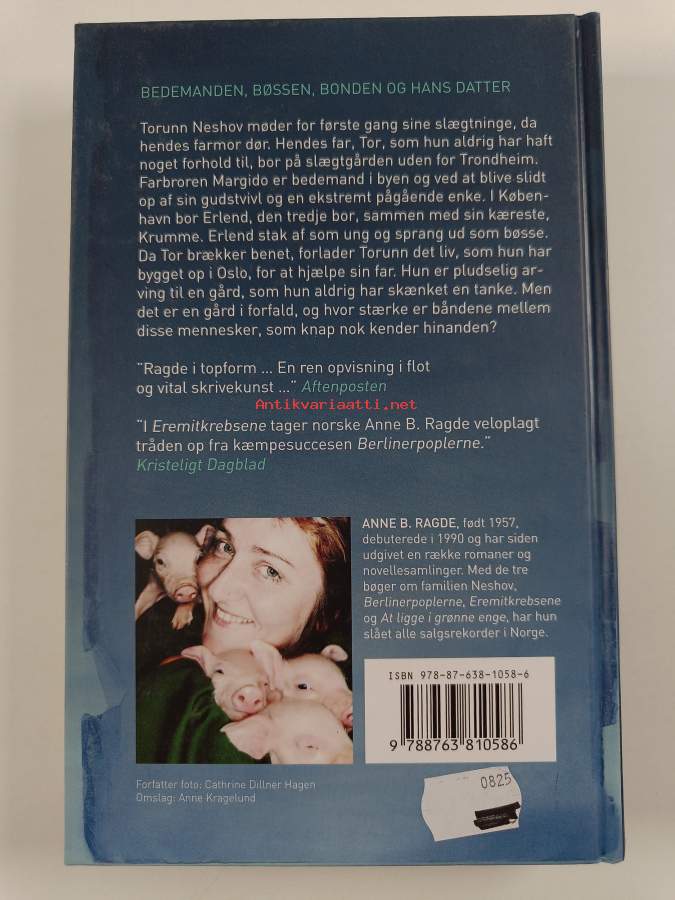 BEDEMANDEN, BØSSEN, BONDEN OG HANS DATTER
Torunn Neshov møder for første gang sine slægtninge, da
hendes farmor dør. Hendes far, Tor, som hun aldrig har haft
noget forhold til, bor på slægtgården uden for Trondheim.
Farbroren Margido er bedemand i byen og ved at blive slidt
op af sin gudstvivl og en ekstremt pågående enke. I Køben-
havn bor Erlend, den tredje bor, sammen med sin kæreste,
Krumme. Erlend stak af som ung og sprang ud som bøsse.
Da Tor brækker benet, forlader Torunn det liv, som hun har
bygget op i Oslo, for at hjælpe sin far. Hun er pludselig ar-
ving til en gård, som hun aldrig har skænket en tanke. Men
det er en gård i forfald, og hvor stærke er båndene mellem
disse mennesker, som knap nok kender hinanden?
"Ragde i topform ... En ren opvisning i flot
og vital skrivekunst ..." Aftenposten
Antikvariaatti.net
"I Eremitkrebsene tager norske Anne B. Ragde veloplagt
tråden op fra kæmpesuccesen Berlinerpoplerne."
Kristeligt Dagblad
ANNE B. RAGDE, født 1957,
debuterede i 1990 og har siden
udgivet en række romaner og
novellesamlinger. Med de tre
bøger om familien Neshov,
Berlinerpoplerne, Eremitkrebsene
og At ligge i grønne enge, har hun
slået alle salgsrekorder i Norge.
ISBN 978-87-638-1058-6
9 788763 810586
Forfatter foto: Cathrine Dillner Hagen
Omslag: Anne Kragelund
0825